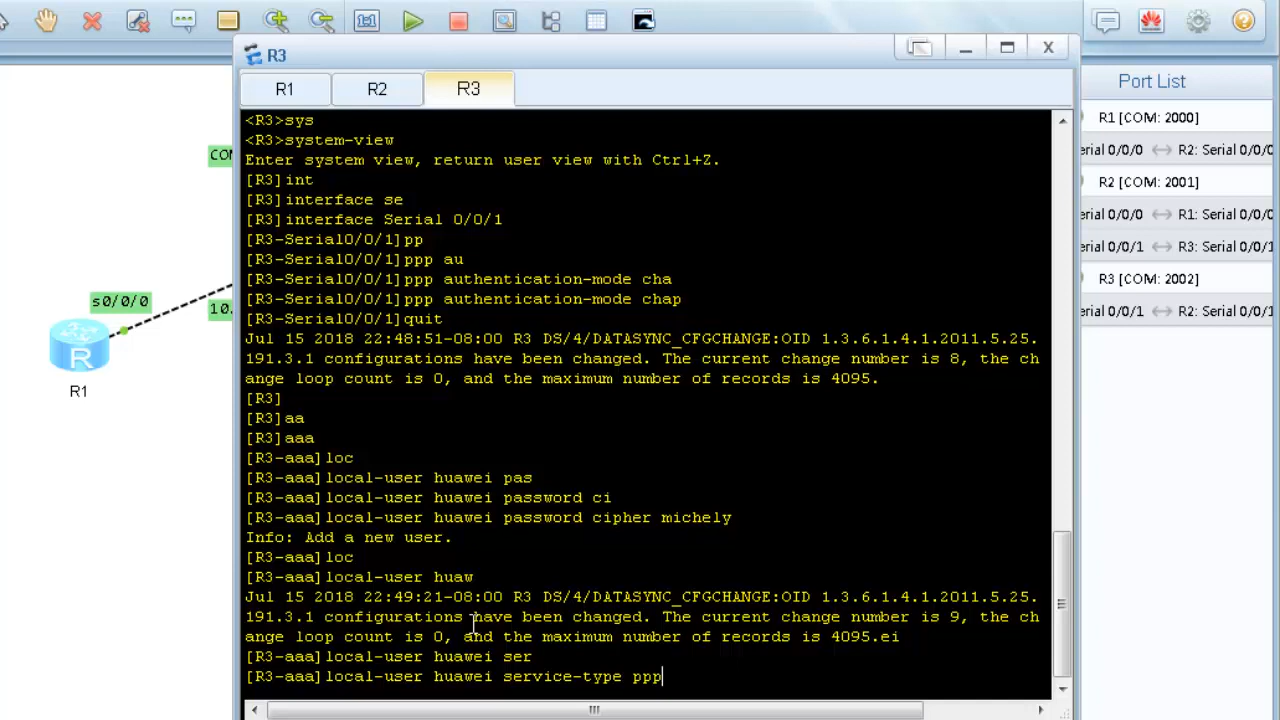 R3
R1
R2
R3
<R3>sys
<R3>system-view
Enter system view, return user view with Ctrl+Z.
[R3]int
[R3]interface se
[R3]interface Serial 0/0/1
[R3-Serial0/0/1]pp
[R3-Serial0/0/1]ppp au
[R3-Serial0/0/1]ppp authentication-mode cha
[R3-Serial0/0/1]ppp authentication-mode chap
[R3-Serial0/0/1]quit
Jul 15 2018 22:48:51-08:00 R3 DS/4/DATASYNC_CFGCHANGE:OID 1.3.6.1.4.1.2011.5.25.
191.3.1 configurations have been changed. The current change number is 8, the ch
ange loop count is 0, and the maximum number of records is 4095.
[R3]
[R3]aa
[R3]aaa
[R3-aaa]loc
[R3-aaa]local-user huawei pas
[R3-aaa]local-user huawei password ci
[R3-aaa]local-user huawei password cipher michely
Info: Add a new user.
[R3-aaa]loc
[R3-aaa]local-user huaw
Jul 15 2018 22:49:21-08:00 R3 DS/4/DATASYNC_CFGCHANGE:OID 1.3.6.1.4.1.2011.5.25.
191.3.1 configurations have been changed. The current change number is 9, the ch
ange loop count is 0, and the maximum number of records is 4095.ei
[R3-aaa]local-user huawei ser
[R3-aaa]local-user huawei service-type ppp
CO
s0/0/0
10.
R1
Port List
R1 [COM: 2000]
erial 0/0/0 ↔ R2: Serial 0/0/0
R2 [COM: 2001]
erial 0/0/0 ↔ R1: Serial 0/0/0
erial 0/0/1 ↔ R3: Serial 0/0/1
R3 [COM: 2002]
erial 0/0/1 ↔ R2: Serial 0/0/1